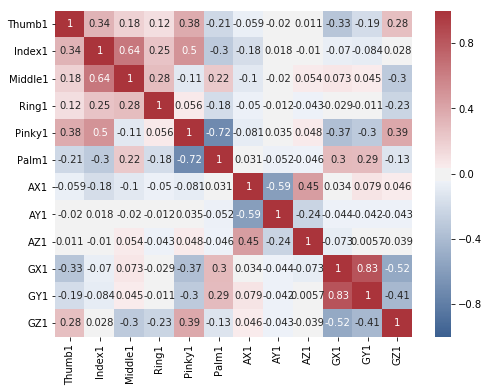 Thumb1 1 0.34 0.18 0.12 0.38 -0.21 -0.059 -0.02 0.011 -0.33 -0.19 0.28
Index1 0.34 1 0.64 0.25 0.5 -0.3 -0.18 0.018 -0.01 -0.07 -0.084 0.028
Middle1 0.18 0.64 1 0.28 -0.11 0.22 -0.1 -0.02 0.054 0.073 0.045 -0.3
Ring1 0.12 0.25 0.28 1 0.056 -0.18 -0.05 -0.012 -0.043 -0.029 -0.011 -0.23
Pinky1 0.38 0.5 -0.11 0.056 1 -0.72 -0.081 0.035 0.048 -0.37 -0.3 0.39
Palm1 -0.21 -0.3 0.22 -0.18 -0.72 1 0.031 -0.052 -0.046 0.3 0.29 -0.13
AX1 -0.059 -0.18 -0.1 -0.05 -0.081 0.031 1 -0.59 0.45 0.034 0.079 0.046
AY1 -0.02 0.018 -0.02 -0.012 0.035 -0.052 -0.59 1 -0.24 -0.044 -0.042 -0.043
AZ1 0.011 -0.01 0.054 -0.043 0.048 -0.046 0.45 -0.24 1 -0.073 0.0057 -0.039
GX1 -0.33 -0.07 0.073 -0.029 -0.37 0.3 0.034 -0.044 -0.073 1 0.83 -0.52
GY1 -0.19 -0.084 0.045 -0.011 -0.3 0.29 0.079 -0.042 0.0057 0.83 1 -0.41
GZ1 0.28 0.028 -0.3 -0.23 0.39 -0.13 0.046 -0.043 -0.039 -0.52 -0.41 1
Thumb1 Index1 Middle1 Ring1 Pinky1 Palm1 AX1 AY1 AZ1 GX1 GY1 GZ1
0.8
0.4
0.0
−0.4
−0.8